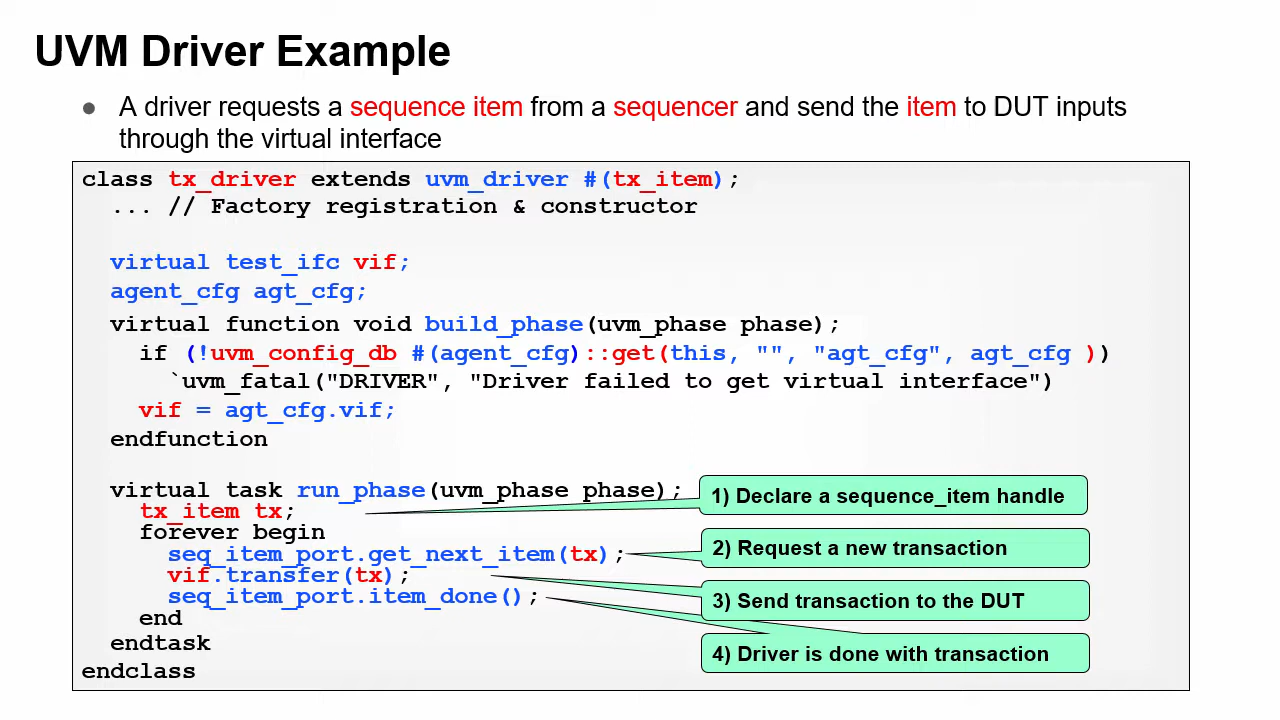 UVM Driver Example
● A driver requests a sequence item from a sequencer and send the item to DUT inputs
through the virtual interface
class tx_driver extends uvm_driver #(tx_item);
... // Factory registration & constructor
virtual test_ifc vif;
agent_cfg agt_cfg;
virtual function void build_phase(uvm_phase phase);
if (!uvm_config_db #(agent_cfg)::get(this, "", "agt_cfg", agt_cfg ))
`uvm_fatal("DRIVER", "Driver failed to get virtual interface")
vif = agt_cfg.vif;
endfunction
virtual task run_phase(uvm_phase phase);
tx_item tx;
forever begin
seq_item_port.get_next_item(tx);
vif.transfer(tx);
seq_item_port.item_done();
end
endtask
endclass
1) Declare a sequence_item handle
2) Request a new transaction
3) Send transaction to the DUT
4) Driver is done with transaction